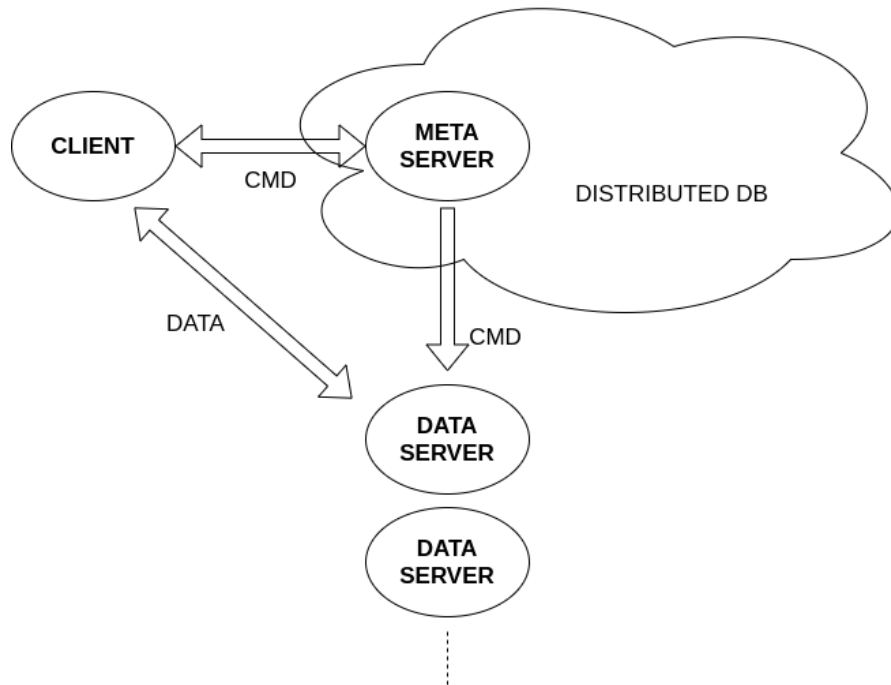 CLIENT
META
SERVER
CMD
DISTRIBUTED DB
DATA
CMD
DATA
SERVER
DATA
SERVER